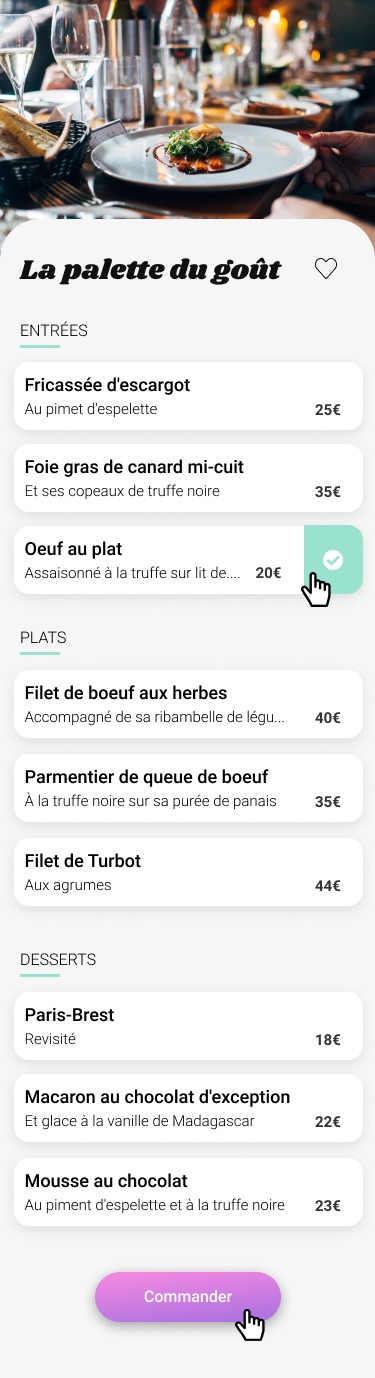 La palette du goût
ENTRÉES
Fricassée d'escargot
Au pimet d'espelette 25€
Foie gras de canard mi-cuit
Et ses copeaux de truffe noire 35€
Oeuf au plat
Assaisonné à la truffe sur lit de.... 20€
PLATS
Filet de boeuf aux herbes
Accompagné de sa ribambelle de légu... 40€
Parmentier de queue de boeuf
À la truffe noire sur sa purée de panais 35€
Filet de Turbot
Aux agrumes 44€
DESSERTS
Paris-Brest
Revisité 18€
Macaron au chocolat d'exception
Et glace à la vanille de Madagascar 22€
Mousse au chocolat
Au piment d'espelette et à la truffe noire 23€
Commander